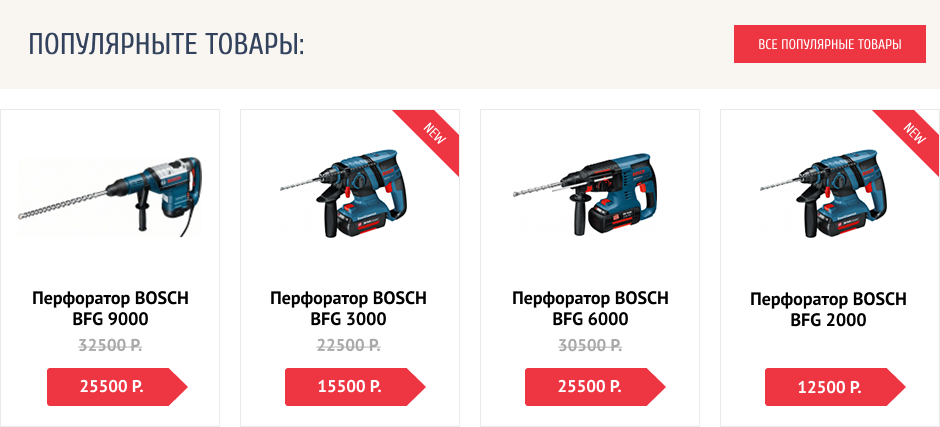 ПОПУЛЯРНЫТЕ ТОВАРЫ:
ВСЕ ПОПУЛЯРНЫЕ ТОВАРЫ
Перфоратор BOSCH
BFG 9000
32500 Р.
25500 Р.
NEW
Перфоратор BOSCH
BFG 3000
22500 Р.
15500 Р.
Перфоратор BOSCH
BFG 6000
30500 Р.
25500 Р.
NEW
Перфоратор BOSCH
BFG 2000
12500 Р.